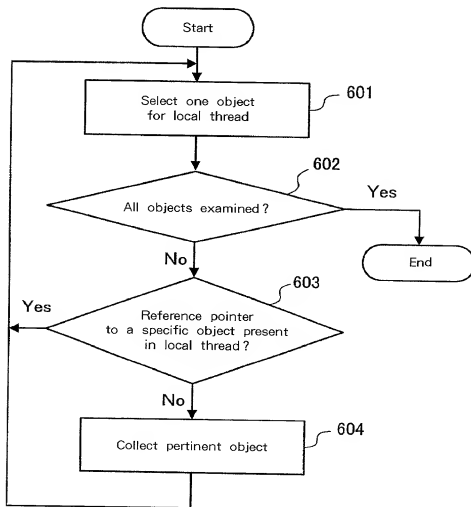 Start
Select one object
for local thread
601
602
All objects examined?
Yes
End
No
603
Yes
Reference pointer
to a specific object present
in local thread?
No
Collect pertinent object
604